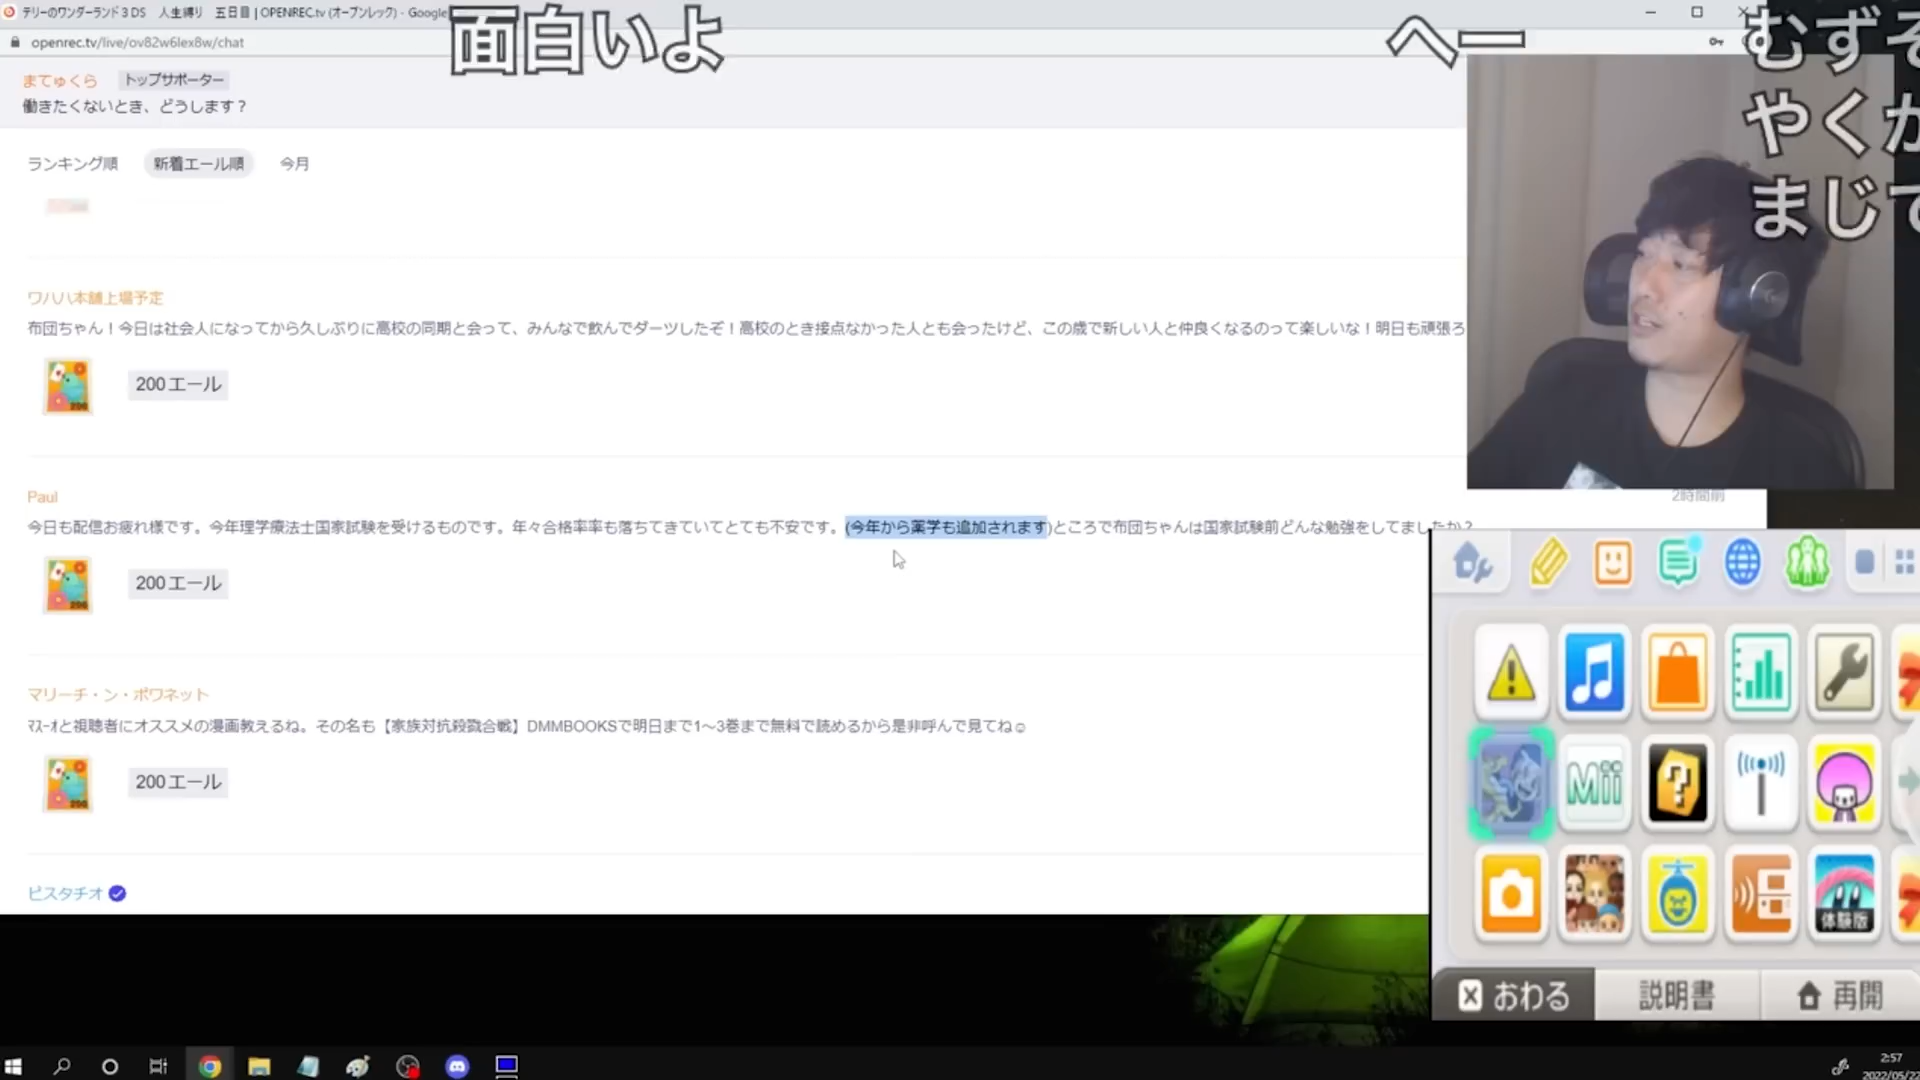 テリーのワンダーランド3DS 人生縛り 五日目 | OPENREC.tv (オープンレック) - Google
openrec.tv/live/ov82w6lex8w/chat
面白いよ
へー
むずそ
やくが
まじで
まてゅくら トップサポーター
働きたくないとき、どうします？
ランキング順 新着エール順 今月
ワハハ本舗上場予定
布団ちゃん！今日は社会人になってから久しぶりに高校の同期と会って、みんなで飲んでダーツしたぞ！高校のとき接点なかった人とも会ったけど、この歳で新しい人と仲良くなるのって楽しいな！明日も頑張ろ
200
200エール
Paul
2時間前
今日も配信お疲れ様です。今年理学療法士国家試験を受けるものです。年々合格率率も落ちてきていてとても不安です。(今年から薬学も追加されます)ところで布団ちゃんは国家試験前どんな勉強をしてましたか？
200
200エール
マリーチ・ン・ポワネット
ﾏｽｰｵと視聴者にオススメの漫画教えるね。その名も【家族対抗殺戮合戦】DMMBOOKSで明日まで1〜3巻まで無料で読めるから是非呼んで見てね☺
200
200エール
ピスタチオ
Mii
?
体験版
X おわる
説明書
再開
2:57
2022/05/22